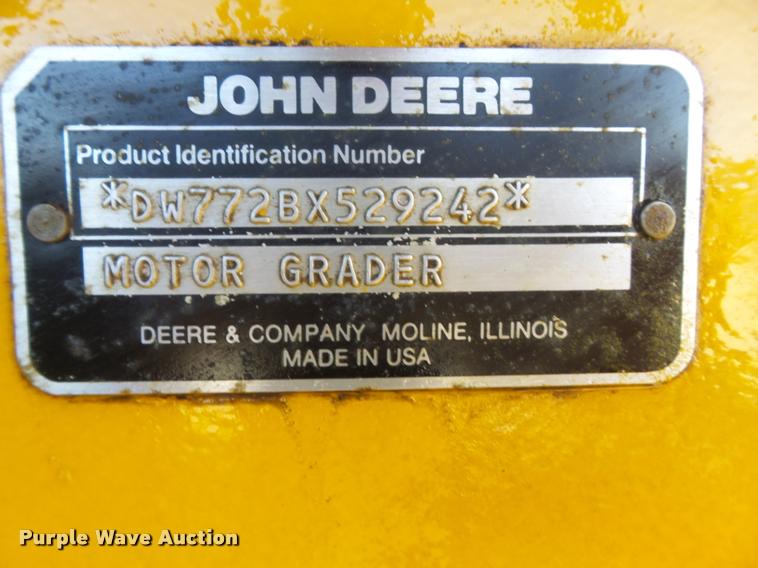 JOHN DEERE
Product Identification Number
*DW772BX529242*
MOTOR GRADER
DEERE & COMPANY MOLINE, ILLINOIS
MADE IN USA
Purple Wave Auction